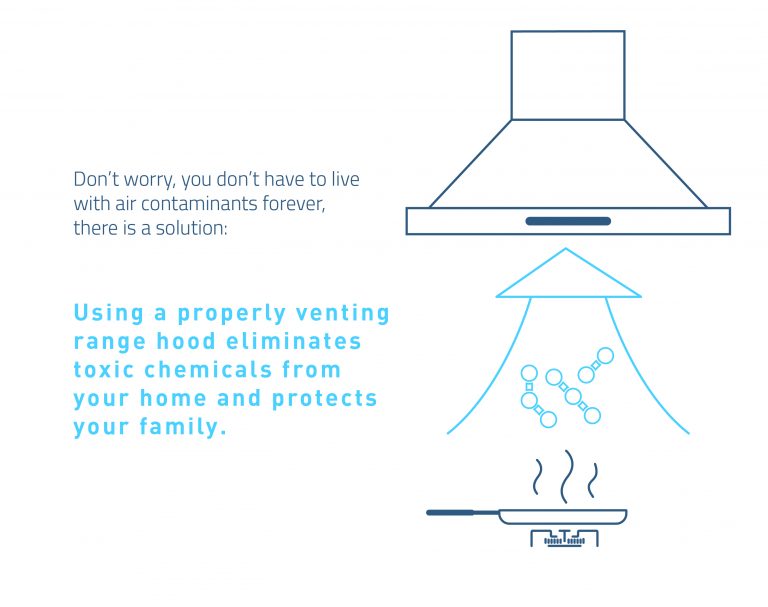 Don’t worry, you don’t have to live
with air contaminants forever,
there is a solution:
Using a properly venting
range hood eliminates
toxic chemicals from
your home and protects
your family.